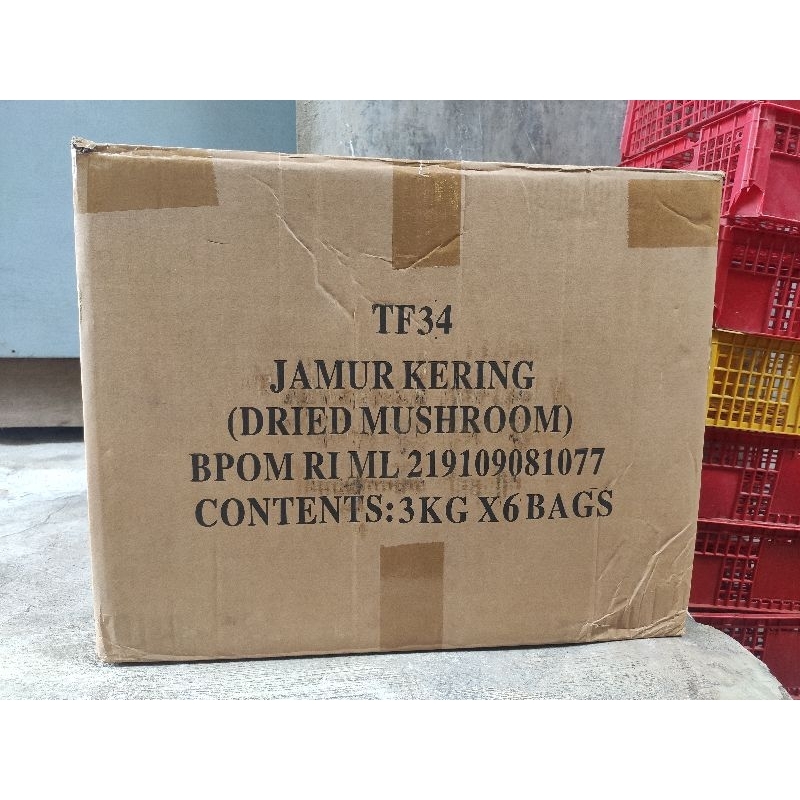 TF34
JAMUR KERING
(DRIED MUSHROOM)
BPOM RI ML 219109081077
CONTENTS:3KG X6 BAGS